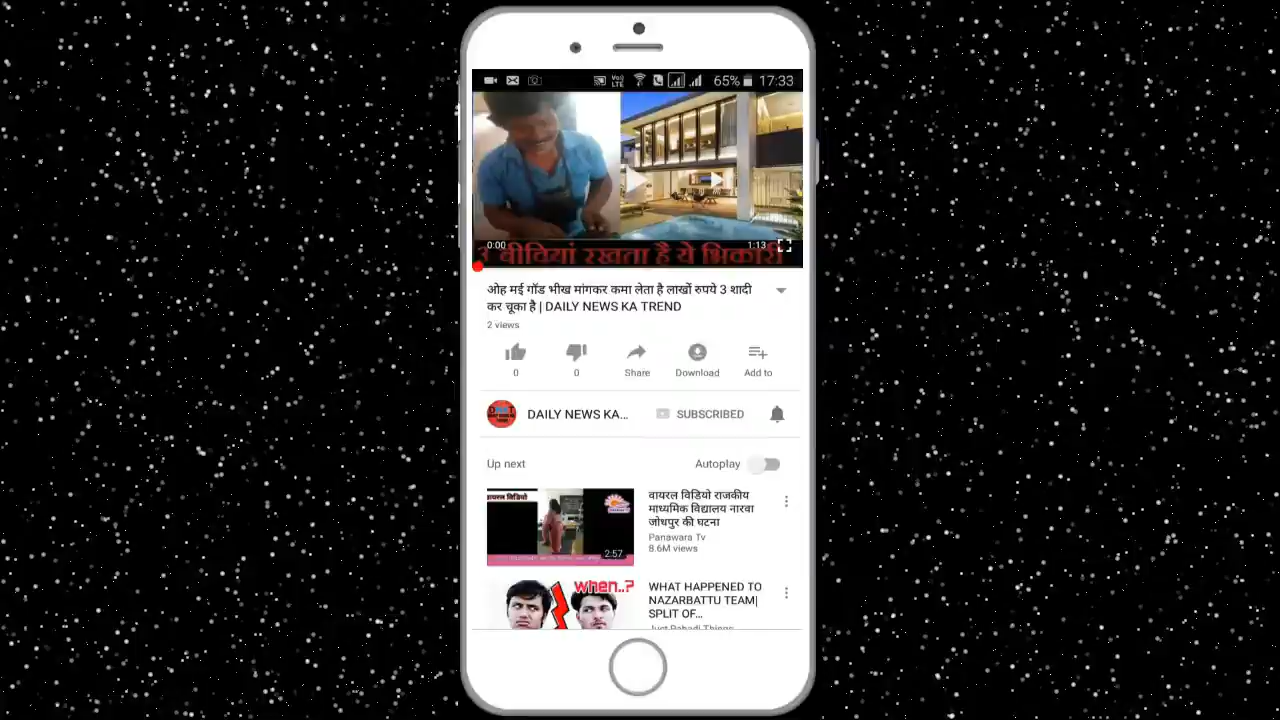 65% 17:33
0:00
1:13
3 बीवियां रखता है ये भिकारी
ओह मई गॉड भीख मांगकर कमा लेता है लाखों रुपये 3 शादी
कर चूका है | DAILY NEWS KA TREND
2 views
0 0 Share Download Add to
DAILY NEWS KA... SUBSCRIBED
Up next Autoplay
वायरल विडियो
2:57
वायरल विडियो राजकीय
माध्यमिक विद्यालय नारवा
जोधपुर की घटना
Panawara Tv
8.6M views
when..?
WHAT HAPPENED TO
NAZARBATTU TEAM|
SPLIT OF...